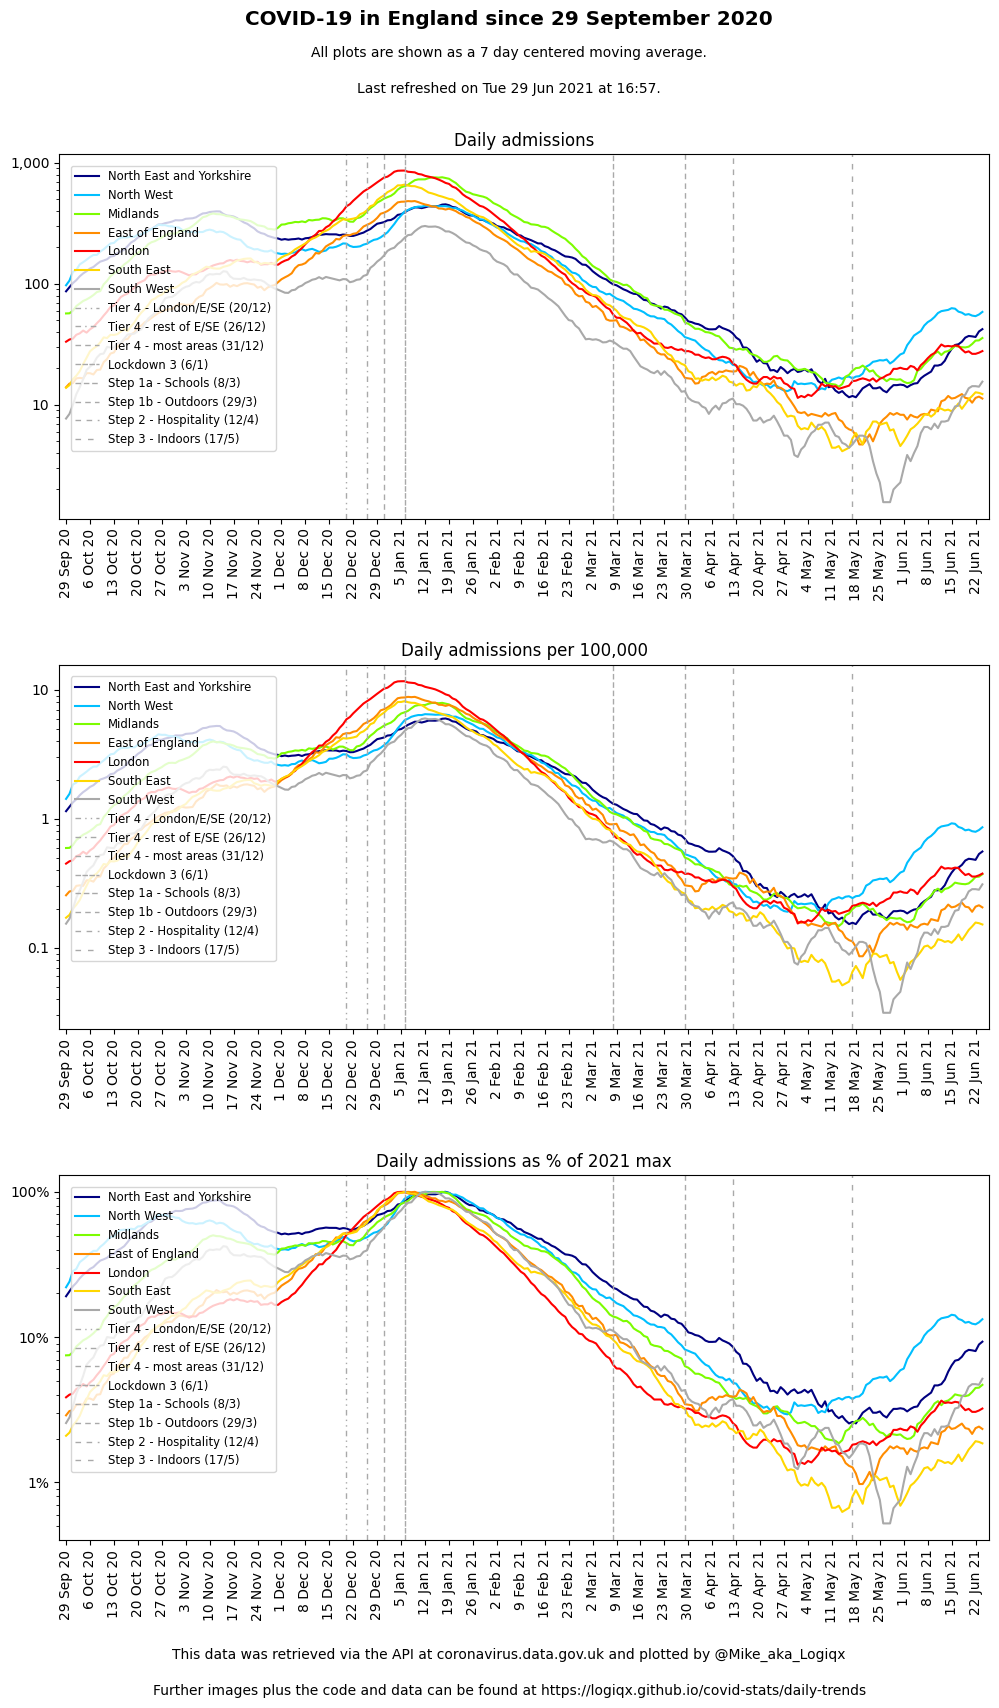 COVID-19 in England since 29 September 2020
All plots are shown as a 7 day centered moving average.
Last refreshed on Tue 29 Jun 2021 at 16:57.
Daily admissions
1,000
100
10
North East and Yorkshire
North West
Midlands
East of England
London
South East
South West
Tier 4 - London/E/SE (20/12)
Tier 4 - rest of E/SE (26/12)
Tier 4 - most areas (31/12)
Lockdown 3 (6/1)
Step 1a - Schools (8/3)
Step 1b - Outdoors (29/3)
Step 2 - Hospitality (12/4)
Step 3 - Indoors (17/5)
29 Sep 20
6 Oct 20
13 Oct 20
20 Oct 20
27 Oct 20
3 Nov 20
10 Nov 20
17 Nov 20
24 Nov 20
1 Dec 20
8 Dec 20
15 Dec 20
22 Dec 20
29 Dec 20
5 Jan 21
12 Jan 21
19 Jan 21
26 Jan 21
2 Feb 21
9 Feb 21
16 Feb 21
23 Feb 21
2 Mar 21
9 Mar 21
16 Mar 21
23 Mar 21
30 Mar 21
6 Apr 21
13 Apr 21
20 Apr 21
27 Apr 21
4 May 21
11 May 21
18 May 21
25 May 21
1 Jun 21
8 Jun 21
15 Jun 21
22 Jun 21
Daily admissions per 100,000
10
1
0.1
North East and Yorkshire
North West
Midlands
East of England
London
South East
South West
Tier 4 - London/E/SE (20/12)
Tier 4 - rest of E/SE (26/12)
Tier 4 - most areas (31/12)
Lockdown 3 (6/1)
Step 1a - Schools (8/3)
Step 1b - Outdoors (29/3)
Step 2 - Hospitality (12/4)
Step 3 - Indoors (17/5)
29 Sep 20
6 Oct 20
13 Oct 20
20 Oct 20
27 Oct 20
3 Nov 20
10 Nov 20
17 Nov 20
24 Nov 20
1 Dec 20
8 Dec 20
15 Dec 20
22 Dec 20
29 Dec 20
5 Jan 21
12 Jan 21
19 Jan 21
26 Jan 21
2 Feb 21
9 Feb 21
16 Feb 21
23 Feb 21
2 Mar 21
9 Mar 21
16 Mar 21
23 Mar 21
30 Mar 21
6 Apr 21
13 Apr 21
20 Apr 21
27 Apr 21
4 May 21
11 May 21
18 May 21
25 May 21
1 Jun 21
8 Jun 21
15 Jun 21
22 Jun 21
Daily admissions as % of 2021 max
100%
10%
1%
North East and Yorkshire
North West
Midlands
East of England
London
South East
South West
Tier 4 - London/E/SE (20/12)
Tier 4 - rest of E/SE (26/12)
Tier 4 - most areas (31/12)
Lockdown 3 (6/1)
Step 1a - Schools (8/3)
Step 1b - Outdoors (29/3)
Step 2 - Hospitality (12/4)
Step 3 - Indoors (17/5)
29 Sep 20
6 Oct 20
13 Oct 20
20 Oct 20
27 Oct 20
3 Nov 20
10 Nov 20
17 Nov 20
24 Nov 20
1 Dec 20
8 Dec 20
15 Dec 20
22 Dec 20
29 Dec 20
5 Jan 21
12 Jan 21
19 Jan 21
26 Jan 21
2 Feb 21
9 Feb 21
16 Feb 21
23 Feb 21
2 Mar 21
9 Mar 21
16 Mar 21
23 Mar 21
30 Mar 21
6 Apr 21
13 Apr 21
20 Apr 21
27 Apr 21
4 May 21
11 May 21
18 May 21
25 May 21
1 Jun 21
8 Jun 21
15 Jun 21
22 Jun 21
This data was retrieved via the API at coronavirus.data.gov.uk and plotted by @Mike_aka_Logiqx
Further images plus the code and data can be found at https://logiqx.github.io/covid-stats/daily-trends